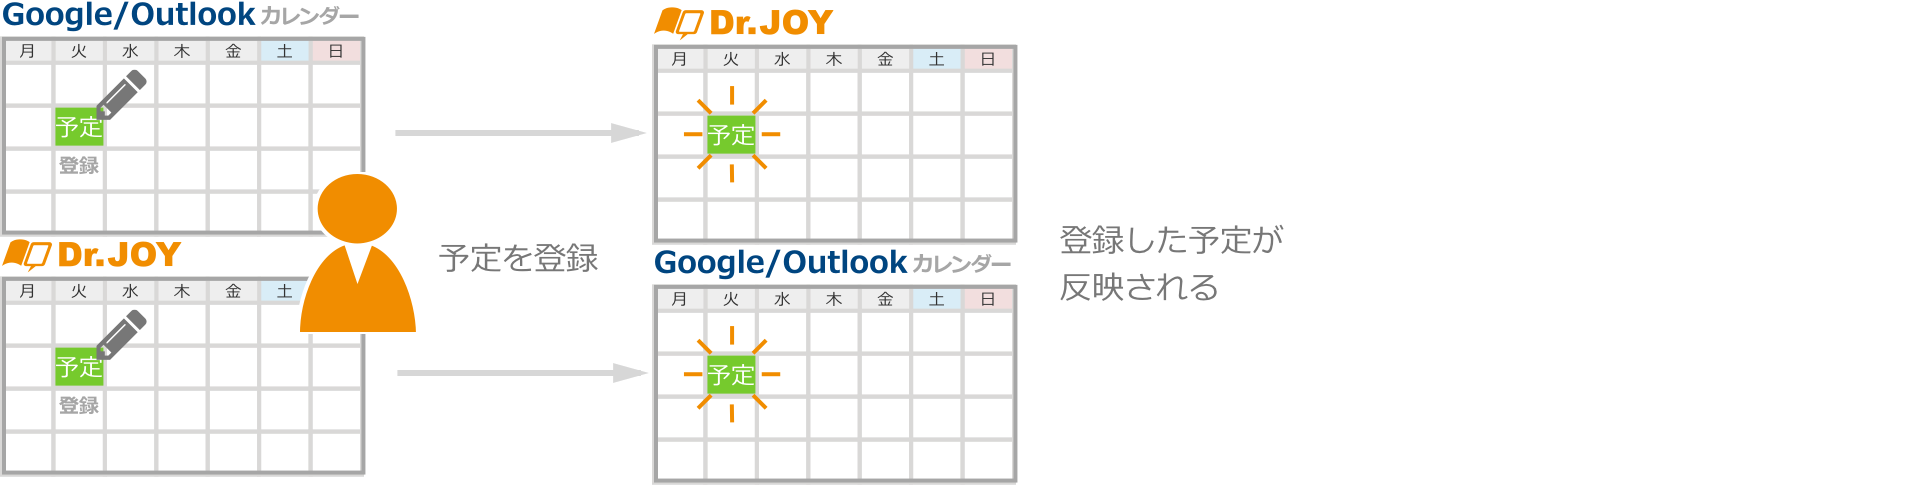 Google/Outlook カレンダー
月 火 水 木 金 土 日
予定
登録
Dr.JOY
月 火 水 木 金 土
予定
登録
予定を登録
Dr.JOY
月 火 水 木 金 土 日
予定
Google/Outlook カレンダー
月 火 水 木 金 土 日
予定
登録した予定が
反映される